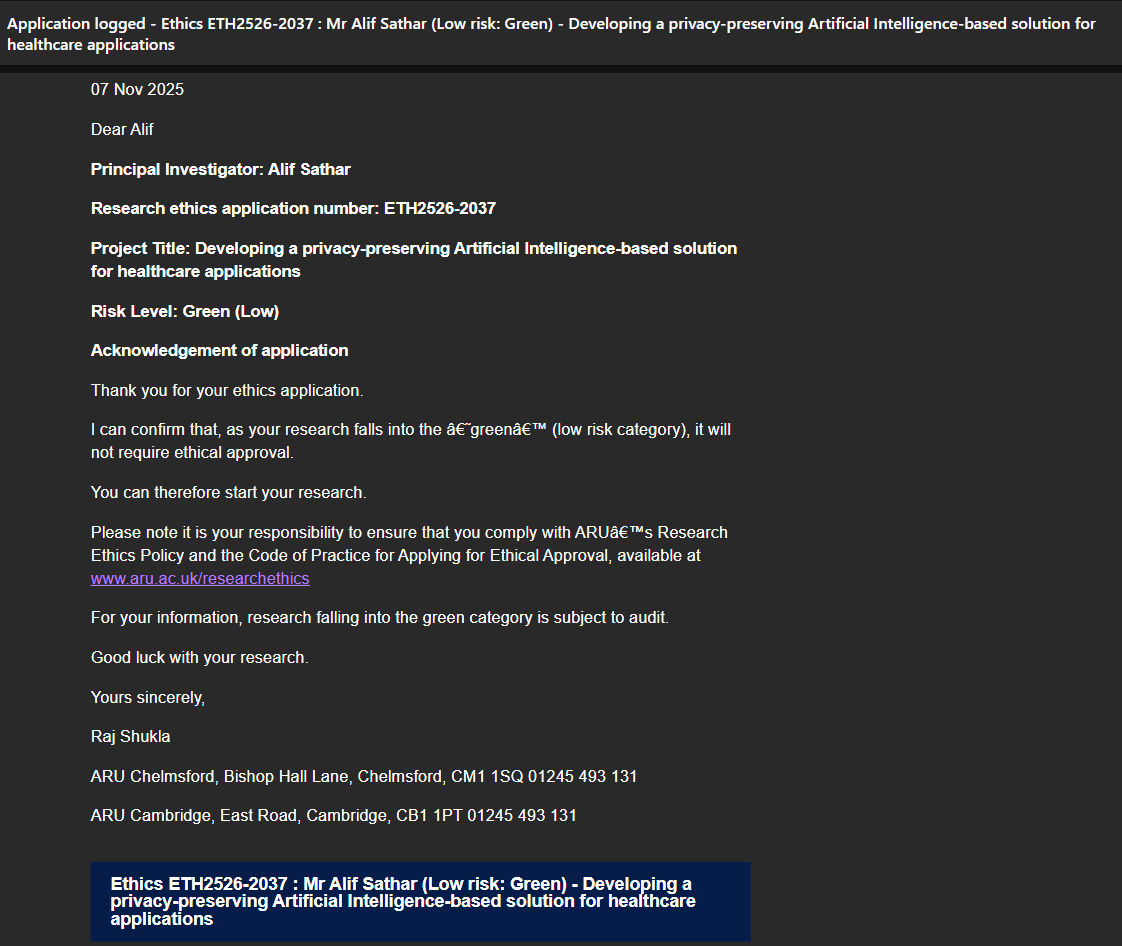 Application logged - Ethics ETH2526-2037 : Mr Alif Sathar (Low risk: Green) - Developing a privacy-preserving Artificial Intelligence-based solution for
healthcare applications
07 Nov 2025
Dear Alif
Principal Investigator: Alif Sathar
Research ethics application number: ETH2526-2037
Project Title: Developing a privacy-preserving Artificial Intelligence-based solution
for healthcare applications
Risk Level: Green (Low)
Acknowledgement of application
Thank you for your ethics application.
I can confirm that, as your research falls into the â€˜greenâ€™ (low risk category), it will
not require ethical approval.
You can therefore start your research.
Please note it is your responsibility to ensure that you comply with ARUâ€™s Research
Ethics Policy and the Code of Practice for Applying for Ethical Approval, available at
www.aru.ac.uk/researchethics
For your information, research falling into the green category is subject to audit.
Good luck with your research.
Yours sincerely,
Raj Shukla
ARU Chelmsford, Bishop Hall Lane, Chelmsford, CM1 1SQ 01245 493 131
ARU Cambridge, East Road, Cambridge, CB1 1PT 01245 493 131
Ethics ETH2526-2037 : Mr Alif Sathar (Low risk: Green) - Developing a
privacy-preserving Artificial Intelligence-based solution for healthcare
applications